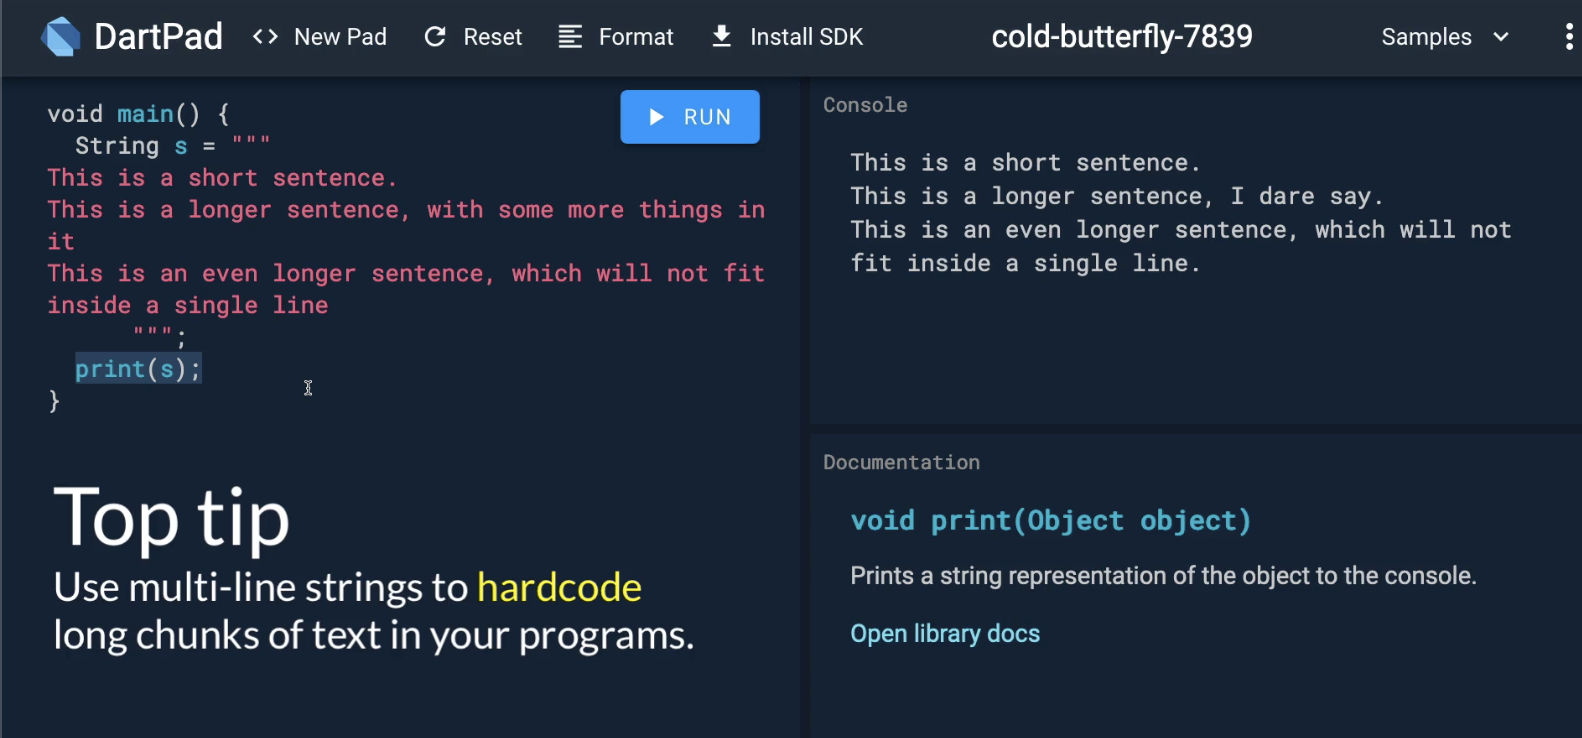 DartPad <> New Pad Reset Format Install SDK cold-butterfly-7839 Samples
void main() {
  String s = """
This is a short sentence.
This is a longer sentence, with some more things in
it
This is an even longer sentence, which will not fit
inside a single line
      """;
  print(s);
}
RUN
Top tip
Use multi-line strings to hardcode
long chunks of text in your programs.
Console
This is a short sentence.
This is a longer sentence, I dare say.
This is an even longer sentence, which will not
fit inside a single line.
Documentation
void print(Object object)
Prints a string representation of the object to the console.
Open library docs